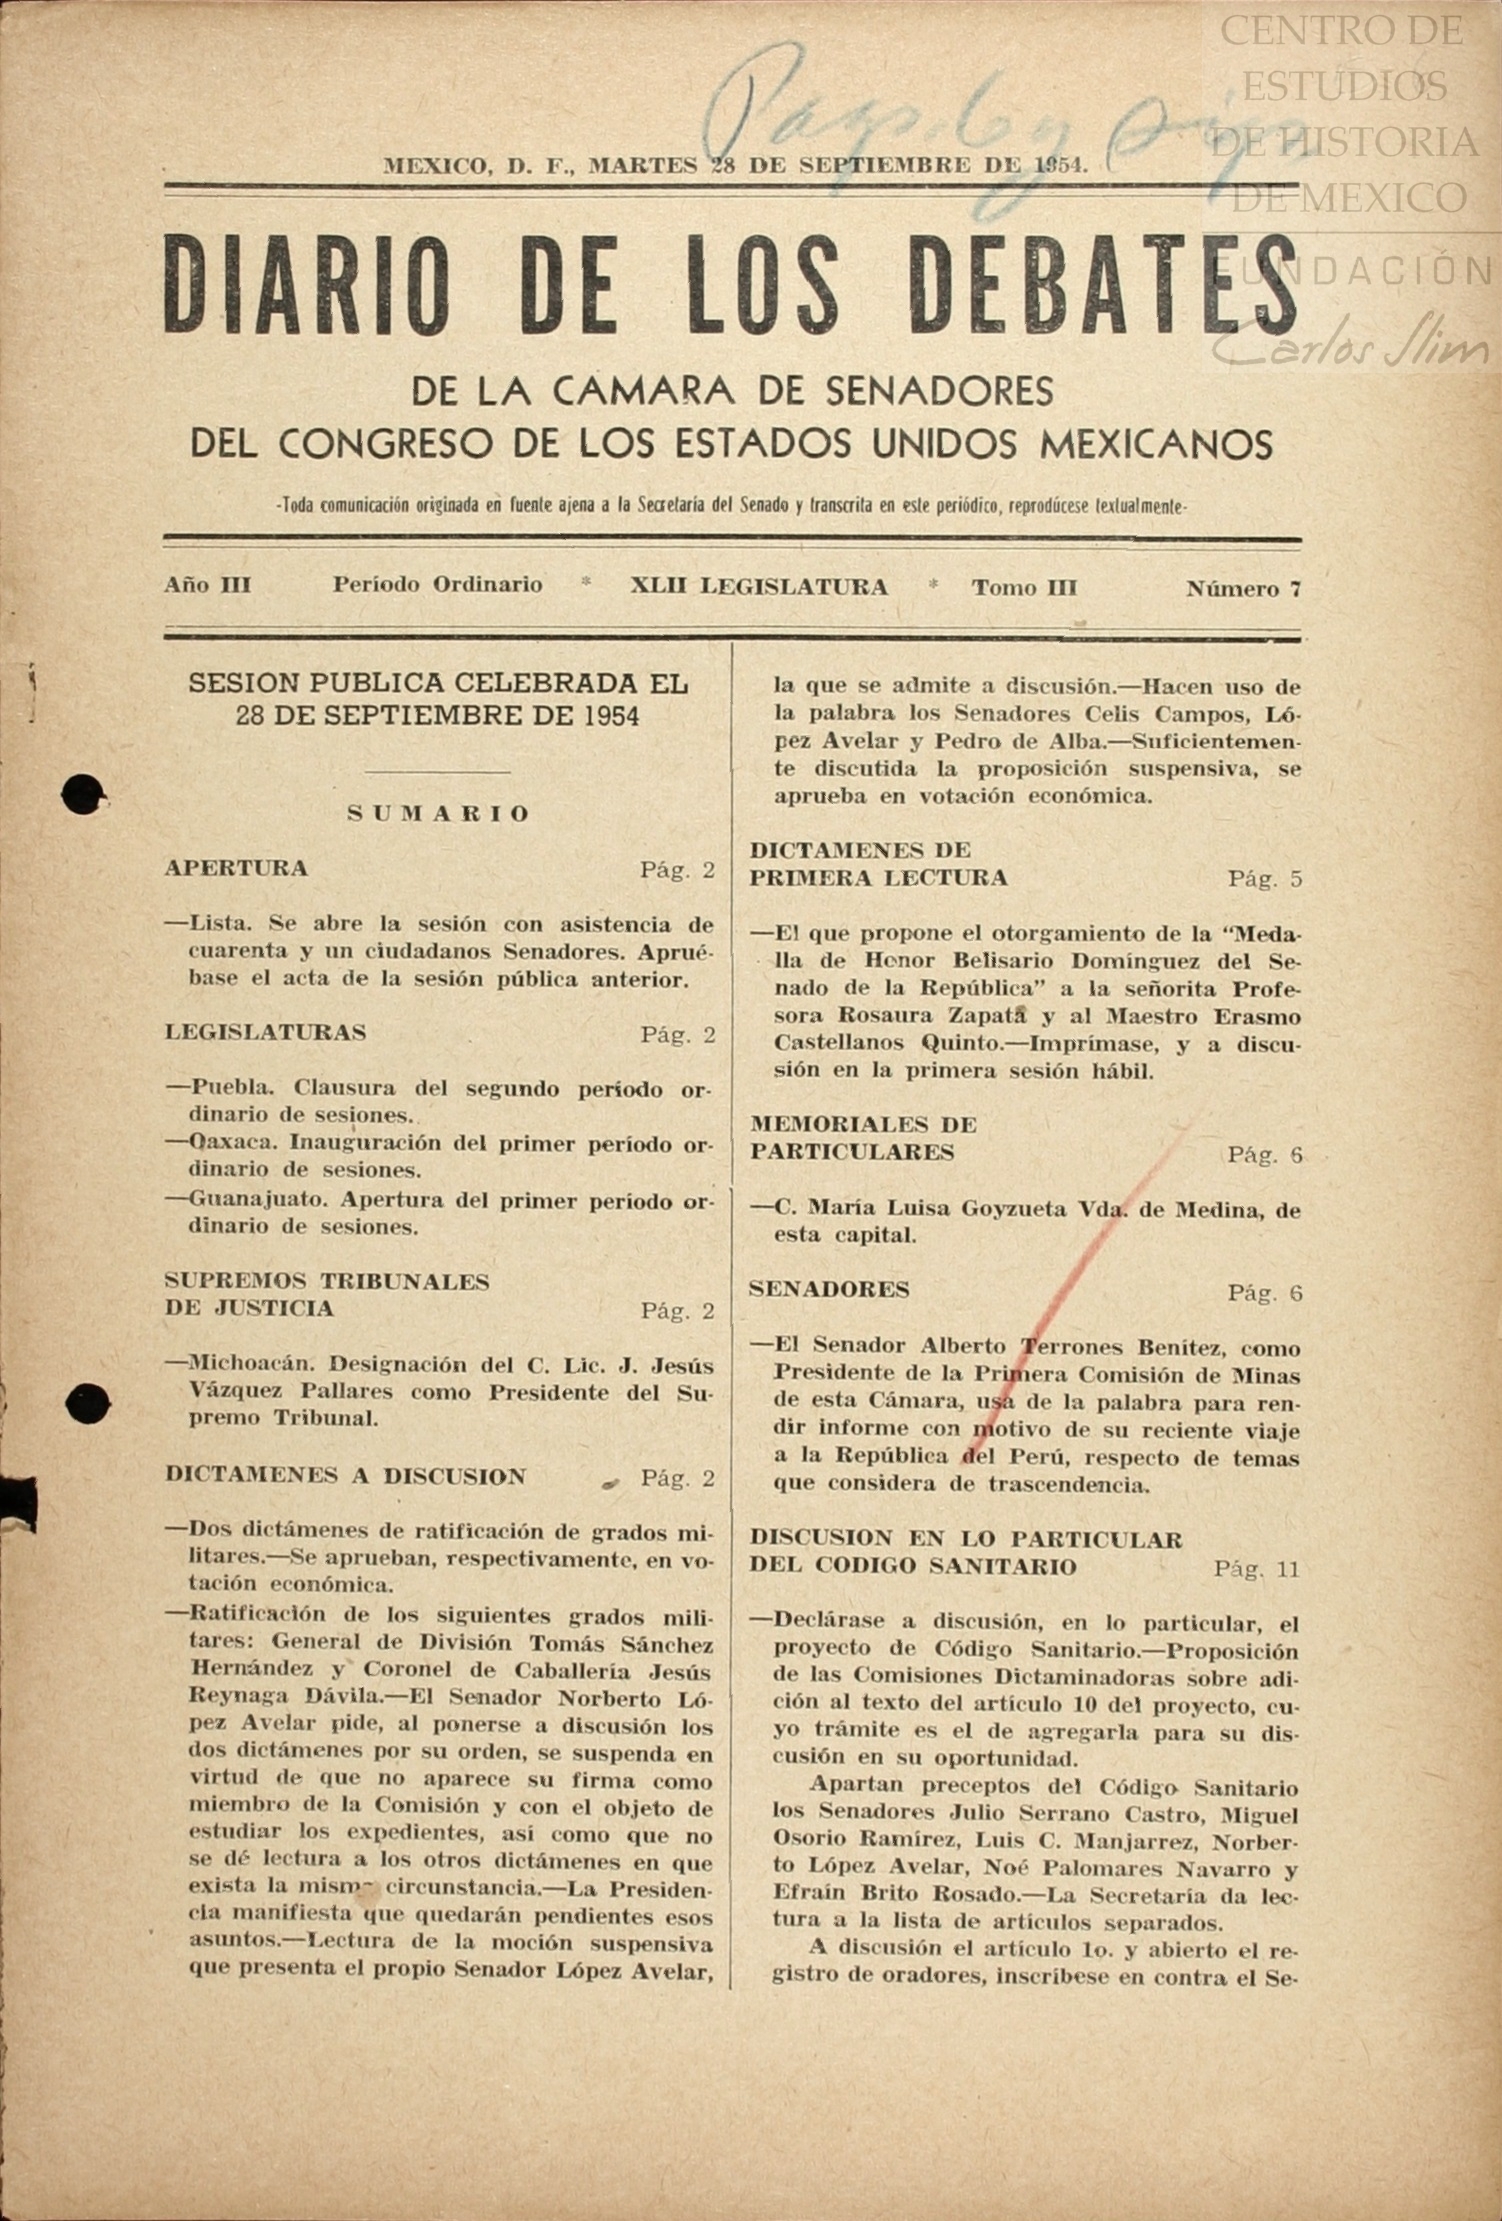 CENTRO DE
ESTUDIOS
DE HISTORIA
DE MEXICO
FUNDACIÓN
Carlos Slim
MEXICO, D. F., MARTES 28 DE SEPTIEMBRE DE 1954.
DIARIO DE LOS DEBATES
DE LA CAMARA DE SENADORES
DEL CONGRESO DE LOS ESTADOS UNIDOS MEXICANOS
-Toda comunicación originada en fuente ajena a la Secretaría del Senado y transcrita en este periódico, reprodúcese textualmente-
Año III Período Ordinario * XLII LEGISLATURA * Tomo III Número 7
SESION PUBLICA CELEBRADA EL
28 DE SEPTIEMBRE DE 1954
SUMARIO
APERTURA Pág. 2
—Lista. Se abre la sesión con asistencia de
cuarenta y un ciudadanos Senadores. Aprué-
base el acta de la sesión pública anterior.
LEGISLATURAS Pág. 2
—Puebla. Clausura del segundo período or-
dinario de sesiones.
—Oaxaca. Inauguración del primer período or-
dinario de sesiones.
—Guanajuato. Apertura del primer período or-
dinario de sesiones.
SUPREMOS TRIBUNALES
DE JUSTICIA Pág. 2
—Michoacán. Designación del C. Lic. J. Jesús
Vázquez Pallares como Presidente del Su-
premo Tribunal.
DICTAMENES A DISCUSION Pág. 2
—Dos dictámenes de ratificación de grados mi-
litares.—Se aprueban, respectivamente, en vo-
tación económica.
—Ratificación de los siguientes grados mili-
tares: General de División Tomás Sánchez
Hernández y Coronel de Caballería Jesús
Reynaga Dávila.—El Senador Norberto Ló-
pez Avelar pide, al ponerse a discusión los
dos dictámenes por su orden, se suspenda en
virtud de que no aparece su firma como
miembro de la Comisión y con el objeto de
estudiar los expedientes, así como que no
se dé lectura a los otros dictámenes en que
exista la misma circunstancia.—La Presiden-
cia manifiesta que quedarán pendientes esos
asuntos.—Lectura de la moción suspensiva
que presenta el propio Senador López Avelar,
la que se admite a discusión.—Hacen uso de
la palabra los Senadores Celis Campos, Ló-
pez Avelar y Pedro de Alba.—Suficientemen-
te discutida la proposición suspensiva, se
aprueba en votación económica.
DICTAMENES DE
PRIMERA LECTURA Pág. 5
—El que propone el otorgamiento de la “Meda-
lla de Honor Belisario Domínguez del Se-
nado de la República” a la señorita Profe-
sora Rosaura Zapata y al Maestro Erasmo
Castellanos Quinto.—Imprímase, y a discu-
sión en la primera sesión hábil.
MEMORIALES DE
PARTICULARES Pág. 6
—C. María Luisa Goyzueta Vda. de Medina, de
esta capital.
SENADORES Pág. 6
—El Senador Alberto Terrones Benítez, como
Presidente de la Primera Comisión de Minas
de esta Cámara, usa de la palabra para ren-
dir informe con motivo de su reciente viaje
a la República del Perú, respecto de temas
que considera de trascendencia.
DISCUSION EN LO PARTICULAR
DEL CODIGO SANITARIO Pág. 11
—Declárase a discusión, en lo particular, el
proyecto de Código Sanitario.—Proposición
de las Comisiones Dictaminadoras sobre adi-
ción al texto del artículo 10 del proyecto, cu-
yo trámite es el de agregarla para su dis-
cusión en su oportunidad.
Apartan preceptos del Código Sanitario
los Senadores Julio Serrano Castro, Miguel
Osorio Ramírez, Luis C. Manjarrez, Norber-
to López Avelar, Noé Palomares Navarro y
Efraín Brito Rosado.—La Secretaría da lec-
tura a la lista de artículos separados.
A discusión el artículo 1o. y abierto el re-
gistro de oradores, inscríbese en contra el Se-